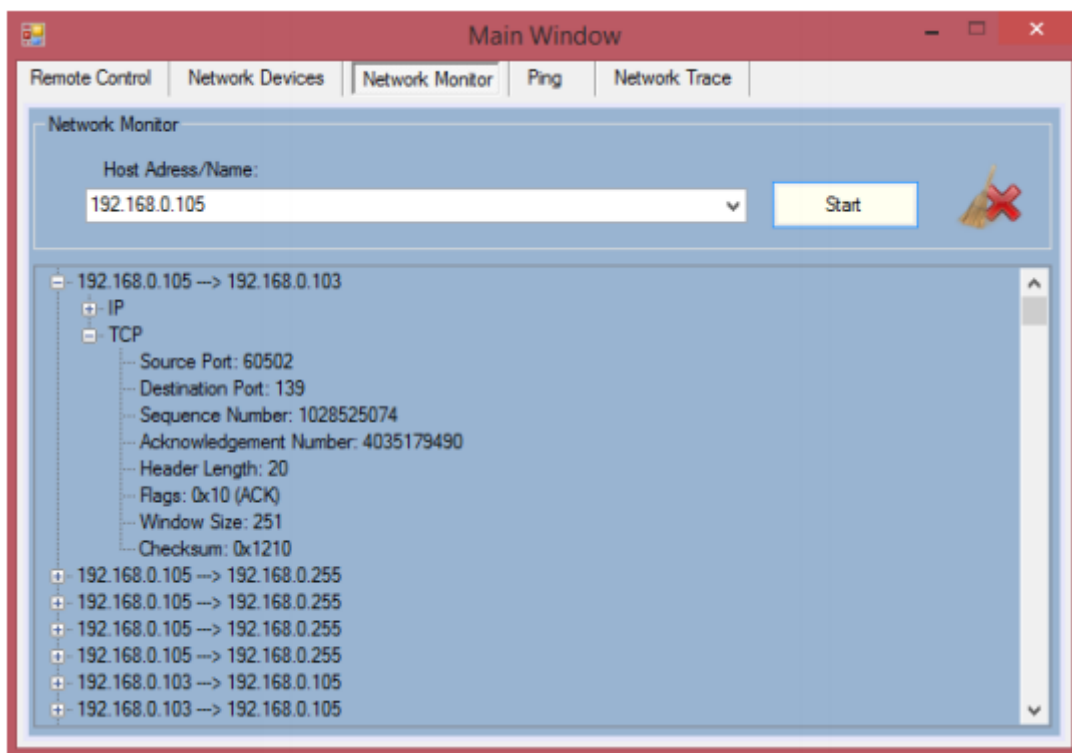 Main Window
Remote Control Network Devices Network Monitor Ping Network Trace
Network Monitor
Host Adress/Name:
192.168.0.105 Start
192.168.0.105 ---> 192.168.0.103
IP
TCP
Source Port: 60502
Destination Port: 139
Sequence Number: 1028525074
Acknowledgement Number: 4035179490
Header Length: 20
Flags: 0x10 (ACK)
Window Size: 251
Checksum: 0x1210
192.168.0.105 ---> 192.168.0.255
192.168.0.105 ---> 192.168.0.255
192.168.0.105 ---> 192.168.0.255
192.168.0.105 ---> 192.168.0.255
192.168.0.103 ---> 192.168.0.105
192.168.0.103 ---> 192.168.0.105